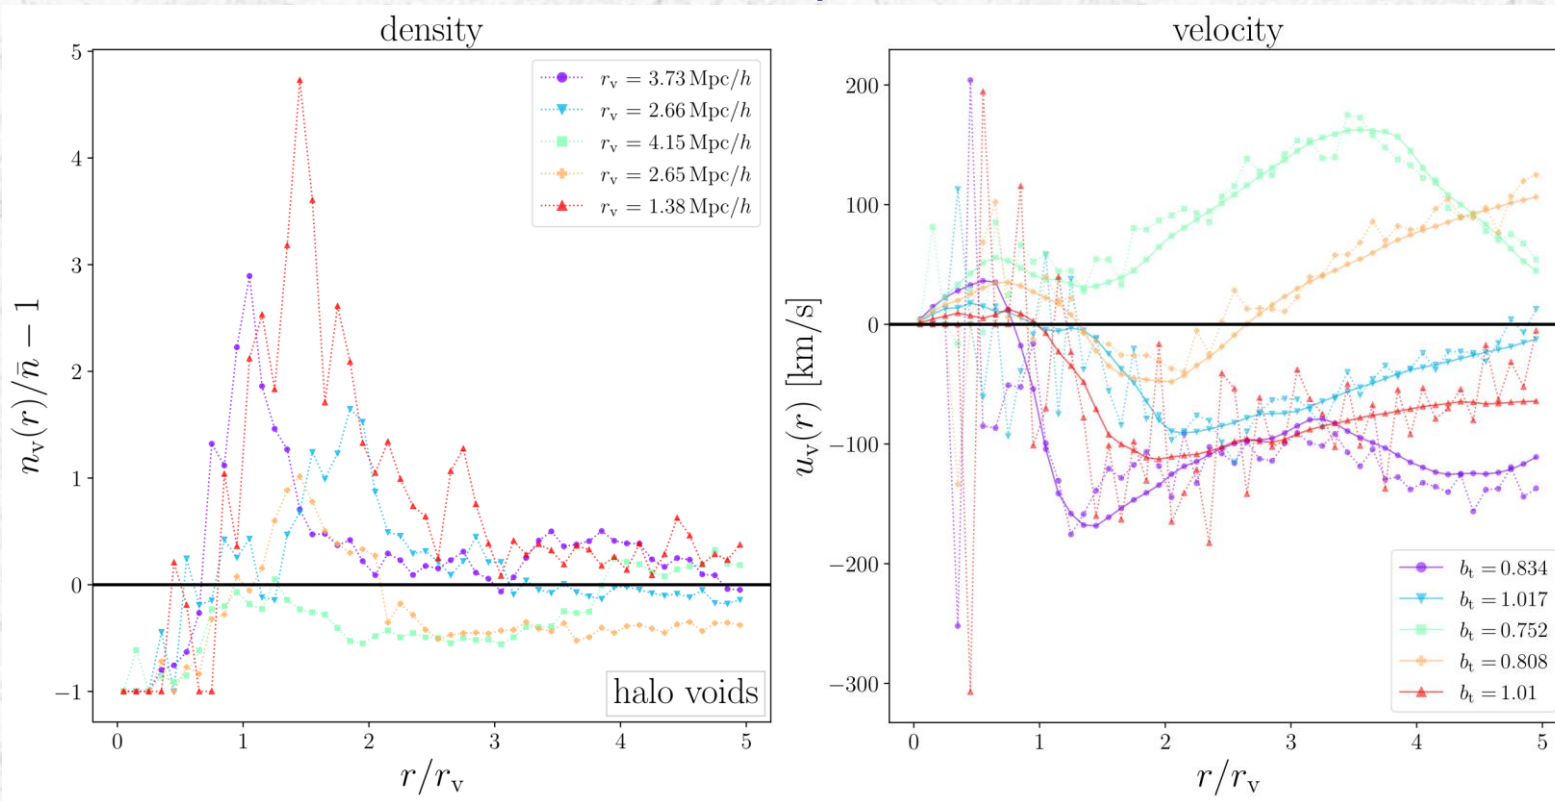 density
5
4
3
2
1
0
−1
n_v(r)/n̄ − 1
r_v = 3.73 Mpc/h
r_v = 2.66 Mpc/h
r_v = 4.15 Mpc/h
r_v = 2.65 Mpc/h
r_v = 1.38 Mpc/h
halo voids
0 1 2 3 4 5
r/r_v
velocity
200
100
0
−100
−200
−300
u_v(r) [km/s]
b_t = 0.834
b_t = 1.017
b_t = 0.752
b_t = 0.808
b_t = 1.01
0 1 2 3 4 5
r/r_v